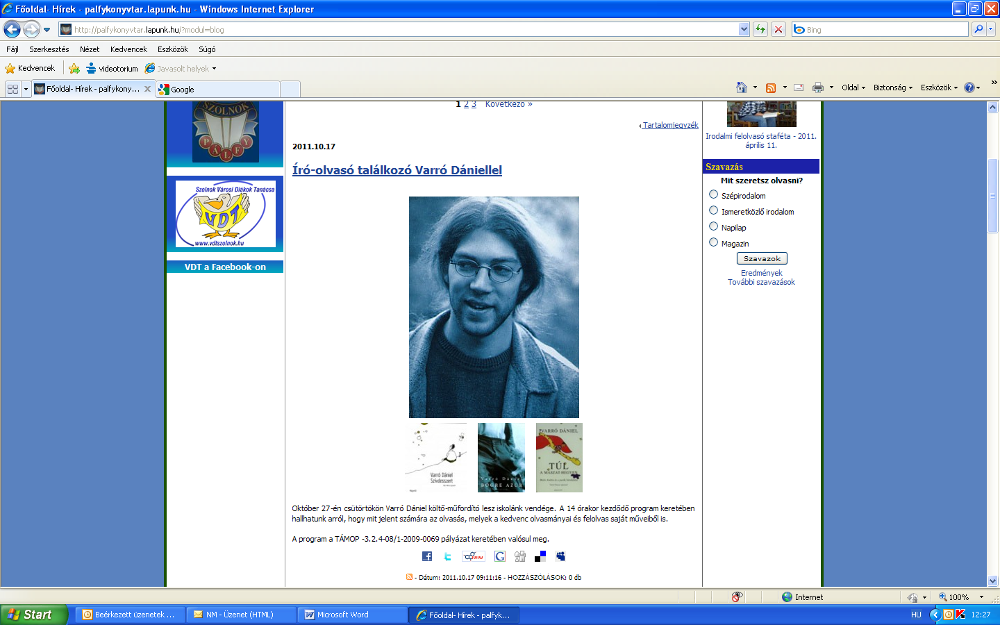 Főoldal- Hírek - palfykonyvtar.lapunk.hu - Windows Internet Explorer
http://palfykonyvtar.lapunk.hu/?modul=blog
Bing
Fájl Szerkesztés Nézet Kedvencek Eszközök Súgó
Kedvencek videotorium Javasolt helyek
Főoldal- Hírek - palfykony... Google
Oldal Biztonság Eszközök »
SZOLNOK
PÁLFY
Szolnok Városi Diákok Tanácsa
VDT
www.vdtszolnok.hu
VDT a Facebook-on
1 2 3 Következo »
Tartalomjegyzék
2011.10.17
Író-olvasó találkozó Varró Dániellel
Varró Dániel
Szívdesszert
Varró Dániel
BÖGRE AZÚR
VARRÓ DÁNIEL
TÚL
A MASZAT-HEGYEN
Október 27-én csütörtökön Varró Dániel költő-műfordító lesz iskolánk vendége. A 14 órakor kezdődő program keretében
hallhatunk arról, hogy mit jelent számára az olvasás, melyek a kedvenc olvasmányai és felolvas saját műveiből is.
A program a TÁMOP -3.2.4-08/1-2009-0069 pályázat keretében valósul meg.
- Dátum: 2011.10.17 09:11:16 - HOZZÁSZÓLÁSOK: 0 db
Irodalmi felolvasó staféta - 2011.
április 11.
Szavazás
Mit szeretsz olvasni?
Szépirodalom
Ismeretközlő irodalom
Napilap
Magazin
Szavazok
Eredmények
További szavazások
Internet 100%
Start Beérkezett üzenetek ... NM - Üzenet (HTML) Microsoft Word Főoldal- Hírek - palfyk... HU 12:27